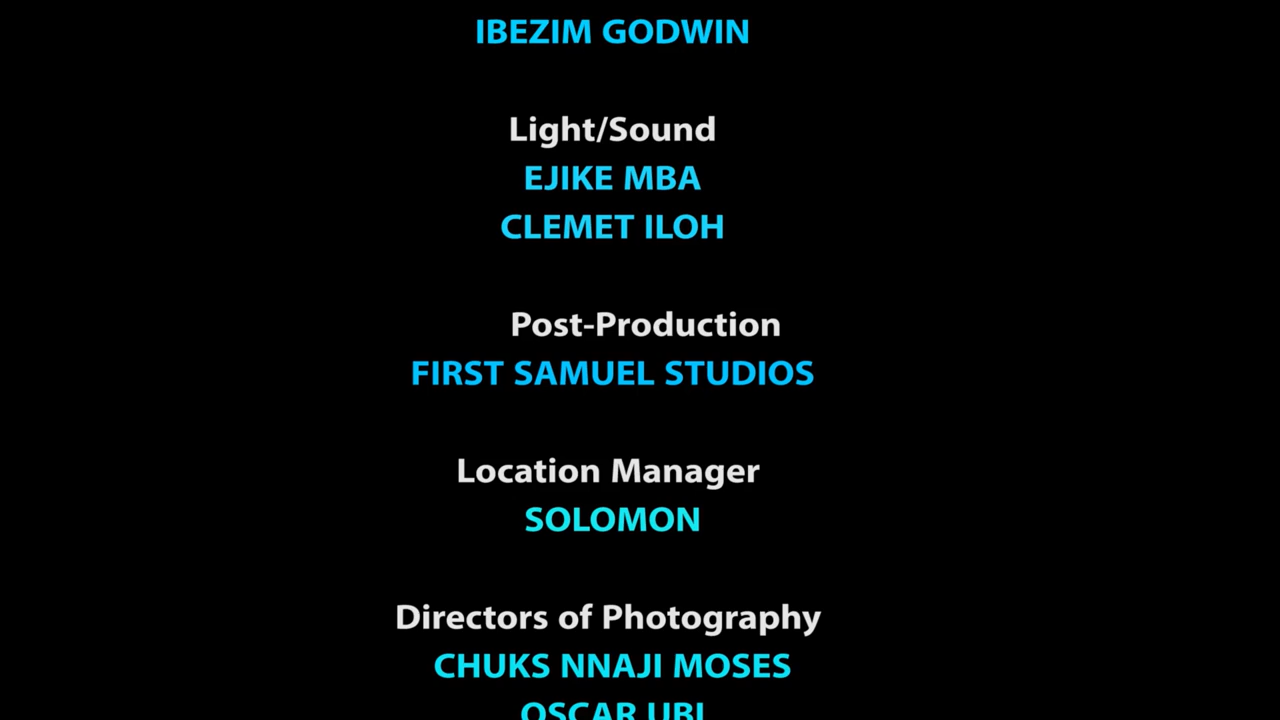 IBEZIM GODWIN
Light/Sound
EJIKE MBA
CLEMET ILOH
Post-Production
FIRST SAMUEL STUDIOS
Location Manager
SOLOMON
Directors of Photography
CHUKS NNAJI MOSES
OSCAR UBI